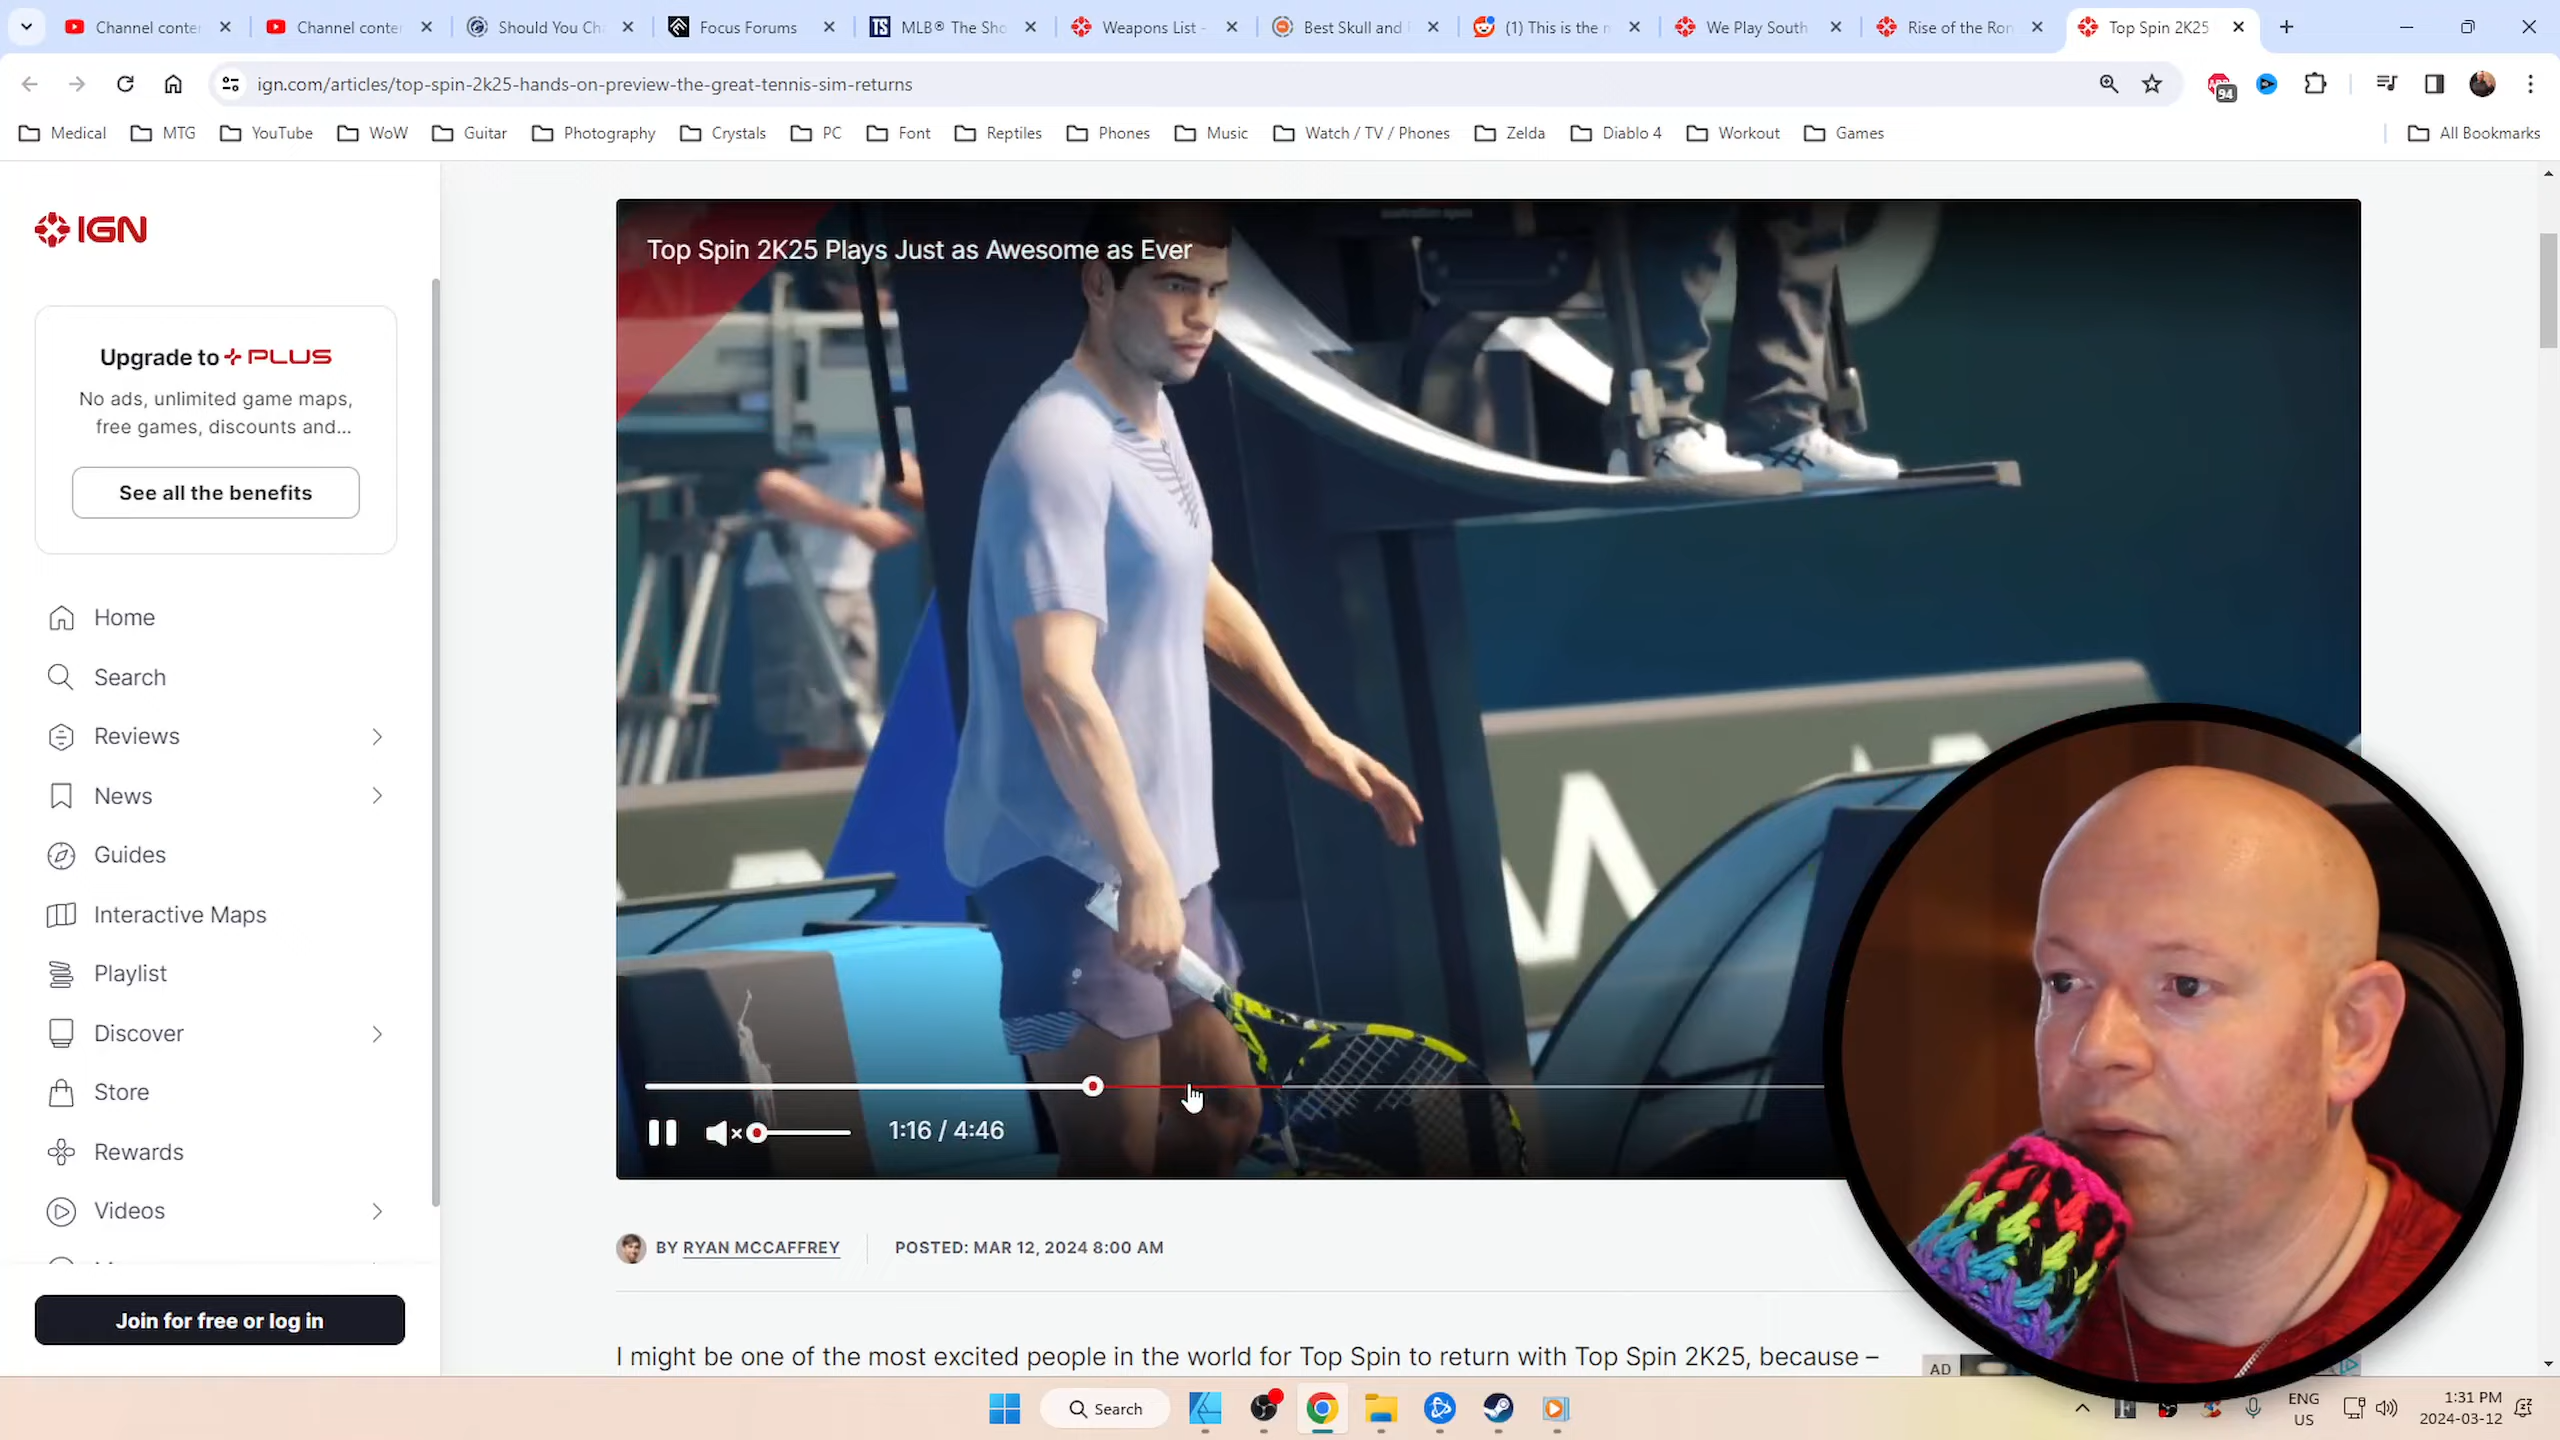 Channel conter
Channel conter
Should You Ch
Focus Forums
MLB® The Sho
Weapons List -
Best Skull and
(1) This is the n
We Play South
Rise of the Ron
Top Spin 2K25
ign.com/articles/top-spin-2k25-hands-on-preview-the-great-tennis-sim-returns
94
Medical
MTG
YouTube
WoW
Guitar
Photography
Crystals
PC
Font
Reptiles
Phones
Music
Watch / TV / Phones
Zelda
Diablo 4
Workout
Games
All Bookmarks
IGN
Upgrade to PLUS
No ads, unlimited game maps,
free games, discounts and...
See all the benefits
Home
Search
Reviews
News
Guides
Interactive Maps
Playlist
Discover
Store
Rewards
Videos
Join for free or log in
Top Spin 2K25 Plays Just as Awesome as Ever
1:16 / 4:46
BY RYAN MCCAFFREY
POSTED: MAR 12, 2024 8:00 AM
I might be one of the most excited people in the world for Top Spin to return with Top Spin 2K25, because –
AD
Search
ENG
US
1:31 PM
2024-03-12